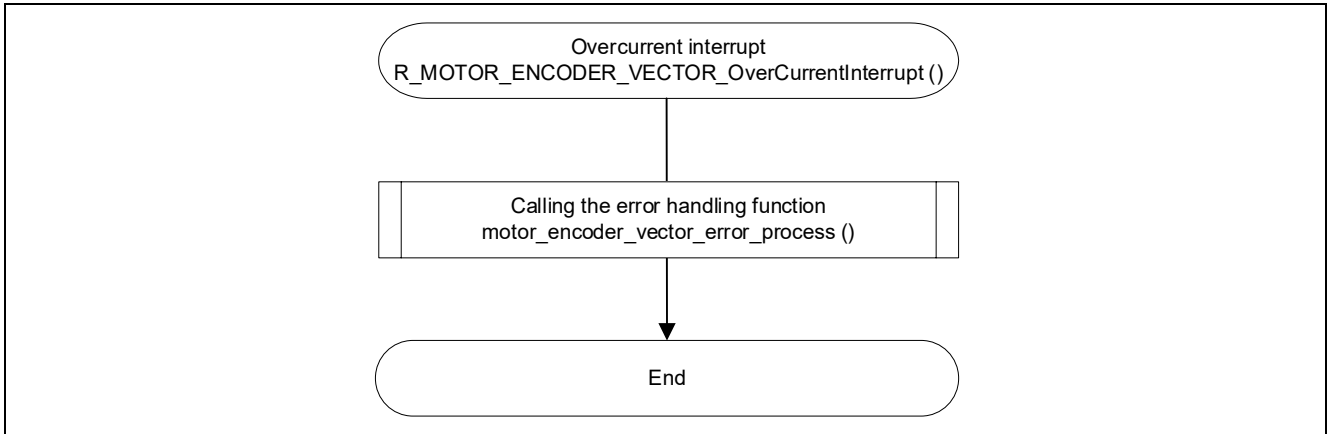 Overcurrent interrupt
R_MOTOR_ENCODER_VECTOR_OverCurrentInterrupt ()
Calling the error handling function
motor_encoder_vector_error_process ()
End